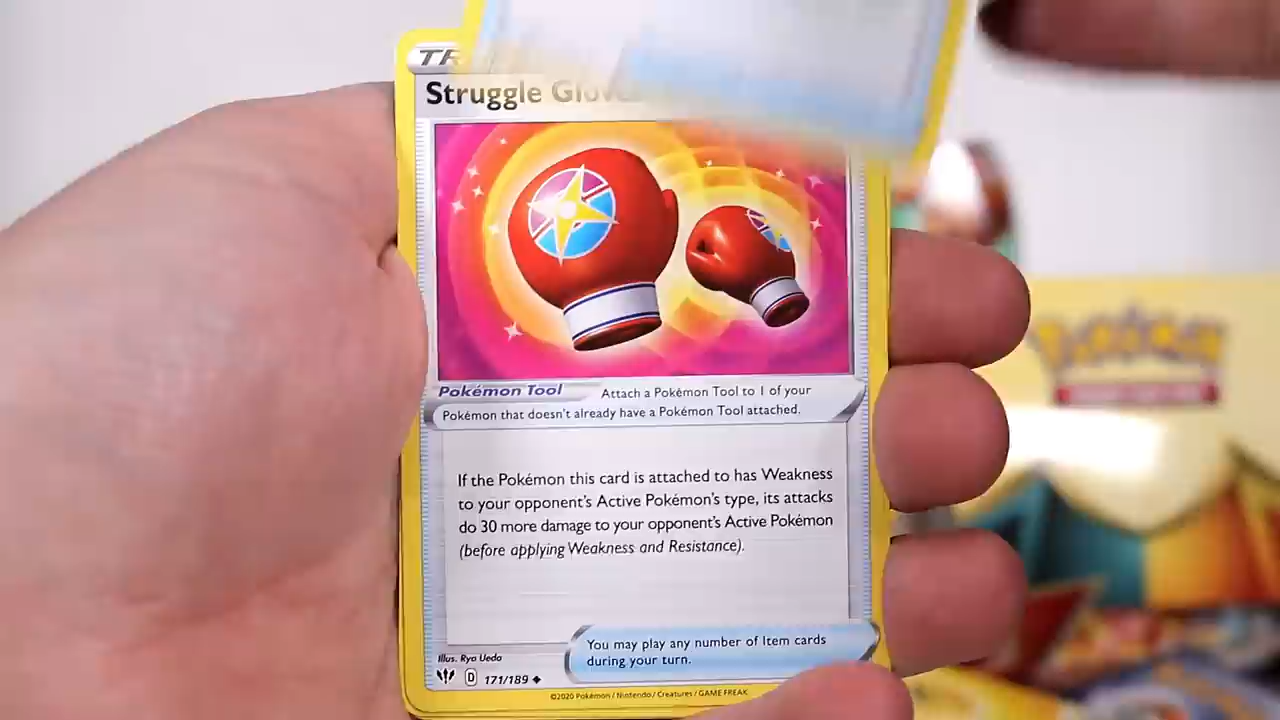 TR
Struggle Glov
Pokémon Tool Attach a Pokémon Tool to 1 of your
Pokémon that doesn't already have a Pokémon Tool attached.
If the Pokémon this card is attached to has Weakness
to your opponent's Active Pokémon's type, its attacks
do 30 more damage to your opponent's Active Pokémon
(before applying Weakness and Resistance).
You may play any number of Item cards
during your turn.
Illus. Ryo Ueda
D 171/189
©2020 Pokémon / Nintendo / Creatures / GAME FREAK
Pokémon